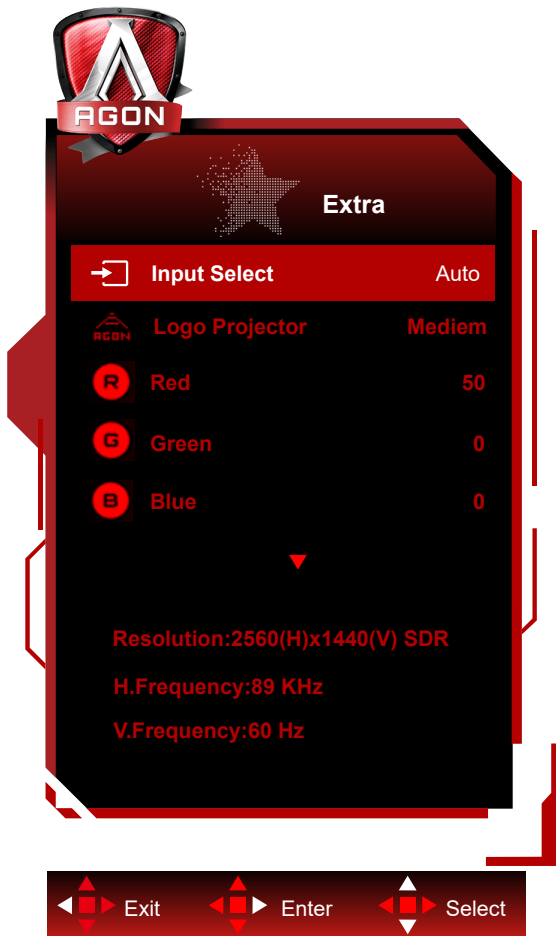 AGON
Extra
Input Select Auto
AGON Logo Projector Mediem
R Red 50
G Green 0
B Blue 0
Resolution:2560(H)x1440(V) SDR
H.Frequency:89 KHz
V.Frequency:60 Hz
Exit Enter Select